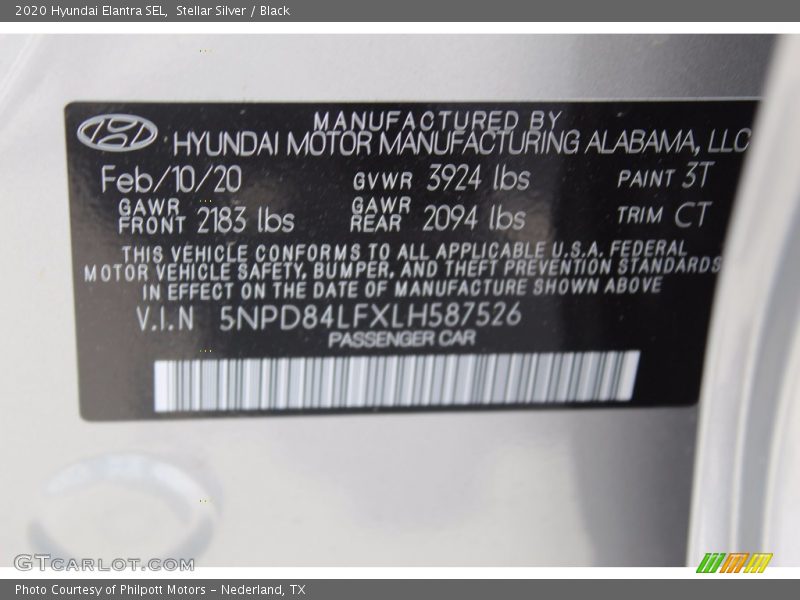 2020 Hyundai Elantra SEL, Stellar Silver / Black
MANUFACTURED BY
HYUNDAI MOTOR MANUFACTURING ALABAMA, LLC
Feb/10/20 GVWR 3924 lbs PAINT 3T
GAWR FRONT 2183 lbs GAWR REAR 2094 lbs TRIM CT
THIS VEHICLE CONFORMS TO ALL APPLICABLE U.S.A. FEDERAL
MOTOR VEHICLE SAFETY, BUMPER, AND THEFT PREVENTION STANDARDS
IN EFFECT ON THE DATE OF MANUFACTURE SHOWN ABOVE
V.I.N 5NPD84LFXLH587526
PASSENGER CAR
GTCARLOT.COM
Photo Courtesy of Philpott Motors - Nederland, TX